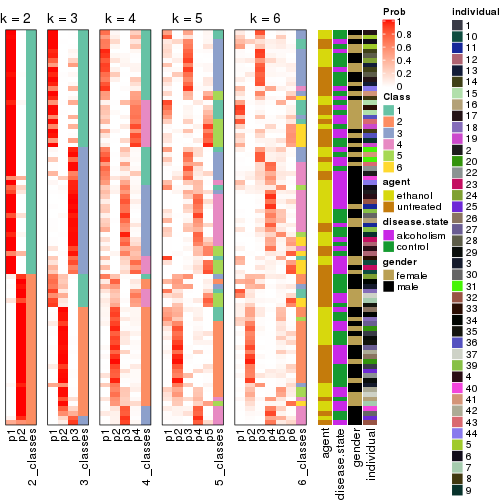 k = 2
k = 3
k = 4
k = 5
k = 6
p1
p2
2_classes
p1
p2
p3
3_classes
p1
p2
p3
p4
4_classes
p1
p2
p3
p4
p5
5_classes
p1
p2
p3
p4
p5
p6
6_classes
agent
disease.state
gender
individual
Prob
1
0.8
0.6
0.4
0.2
0
Class
1
2
3
4
5
6
agent
ethanol
untreated
disease.state
alcoholism
control
gender
female
male
individual
1
10
11
12
13
14
15
16
17
18
19
2
20
22
23
24
25
26
27
28
29
3
30
31
32
33
34
35
36
37
39
4
40
41
42
43
44
5
6
7
8
9